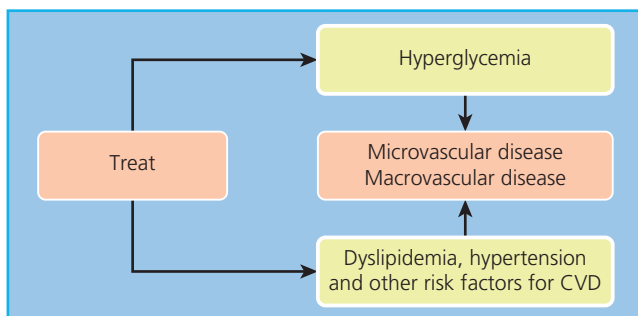 Hyperglycemia
Treat
Microvascular disease
Macrovascular disease
Dyslipidemia, hypertension
and other risk factors for CVD